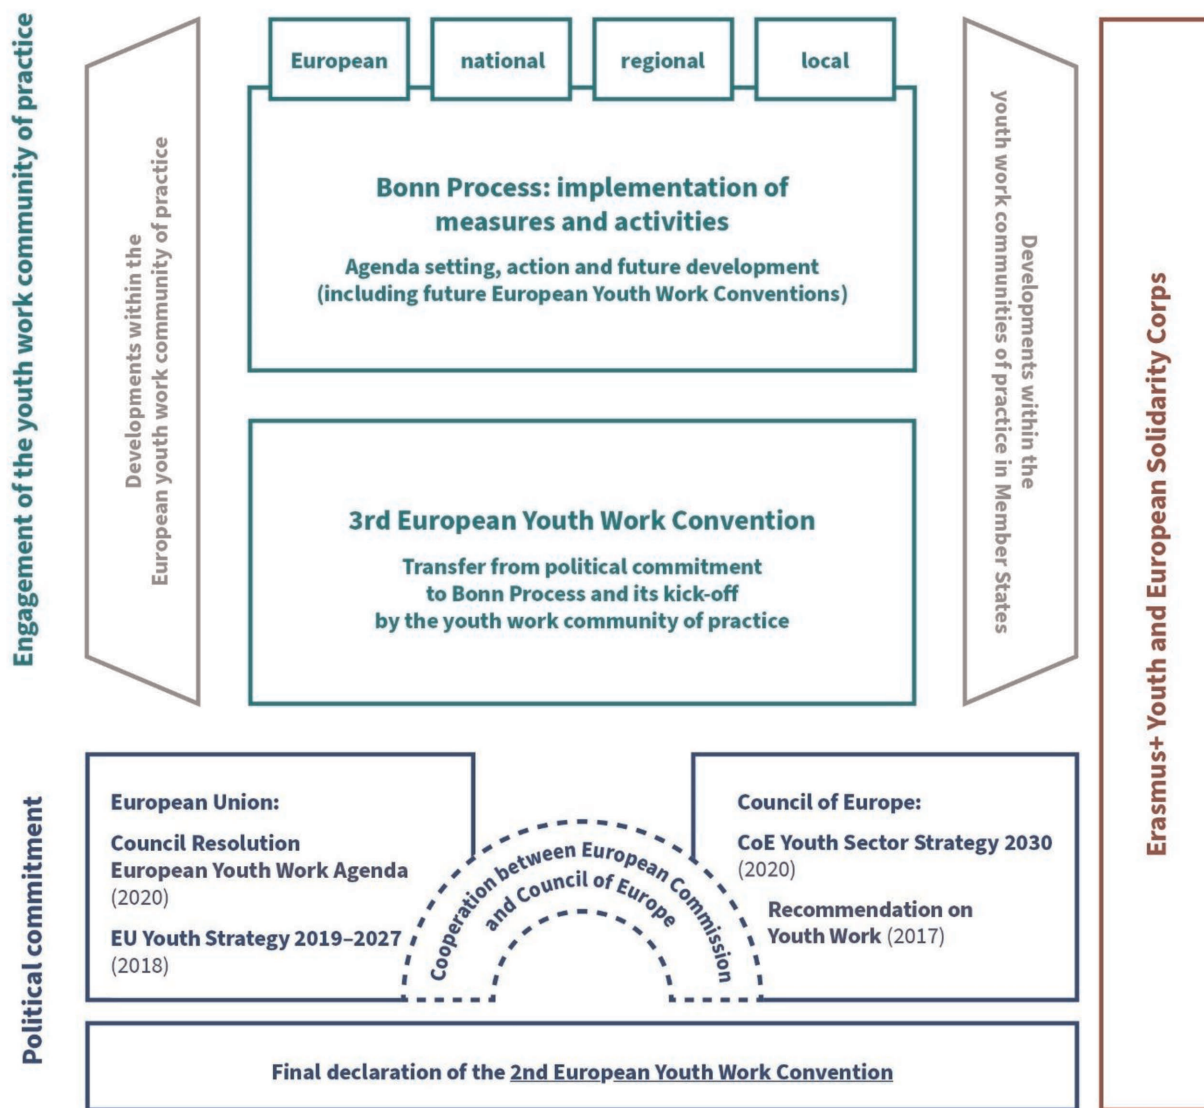 Engagement of the youth work community of practice
Developments within the
European youth work community of practice
European
national
regional
local
Bonn Process: implementation of
measures and activities
Agenda setting, action and future development
(including future European Youth Work Conventions)
3rd European Youth Work Convention
Transfer from political commitment
to Bonn Process and its kick-off
by the youth work community of practice
Developments within the
youth work communities of practice in Member States
Erasmus+ Youth and European Solidarity Corps
Political commitment
European Union:
Council Resolution
European Youth Work Agenda
(2020)
EU Youth Strategy 2019–2027
(2018)
Cooperation between European Commission
and Council of Europe
Council of Europe:
CoE Youth Sector Strategy 2030
(2020)
Recommendation on
Youth Work (2017)
Final declaration of the 2nd European Youth Work Convention